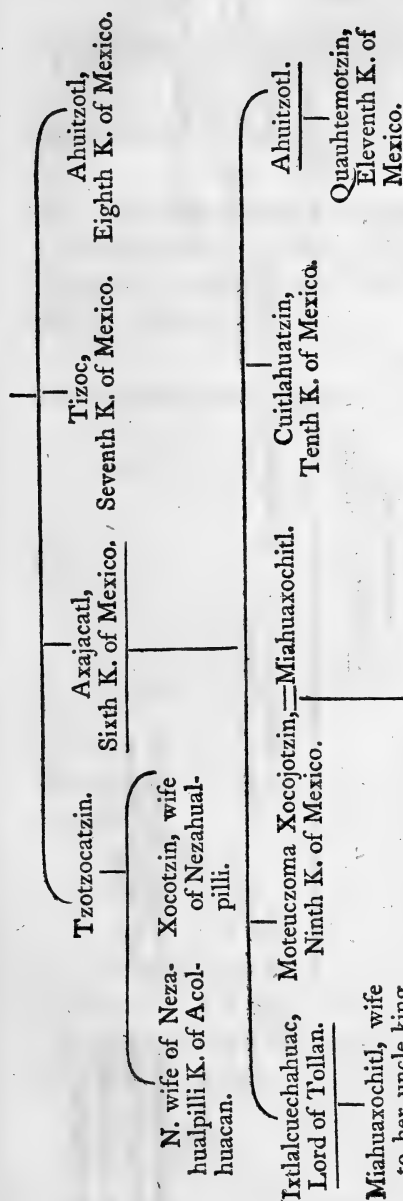 Tzotzocatzin.
Axajacatl,
Sixth K. of Mexico.
Tizoc,
Seventh K. of Mexico.
Ahuitzotl,
Eighth K. of Mexico.
N. wife of Neza-
hualpilli K. of Acol-
huacan.
Xocotzin, wife
of Nezahual-
pilli.
Ixtlalcuechahuac,
Lord of Tollan.
Moteuczoma Xocojotzin,=Miahuaxochitl.
Ninth K. of Mexico.
Cuitlahuatzin,
Tenth K. of Mexico.
Ahuitzotl.
Miahuaxochitl, wife
to her uncle king
Quauhtemotzin,
Eleventh K. of
Mexico.